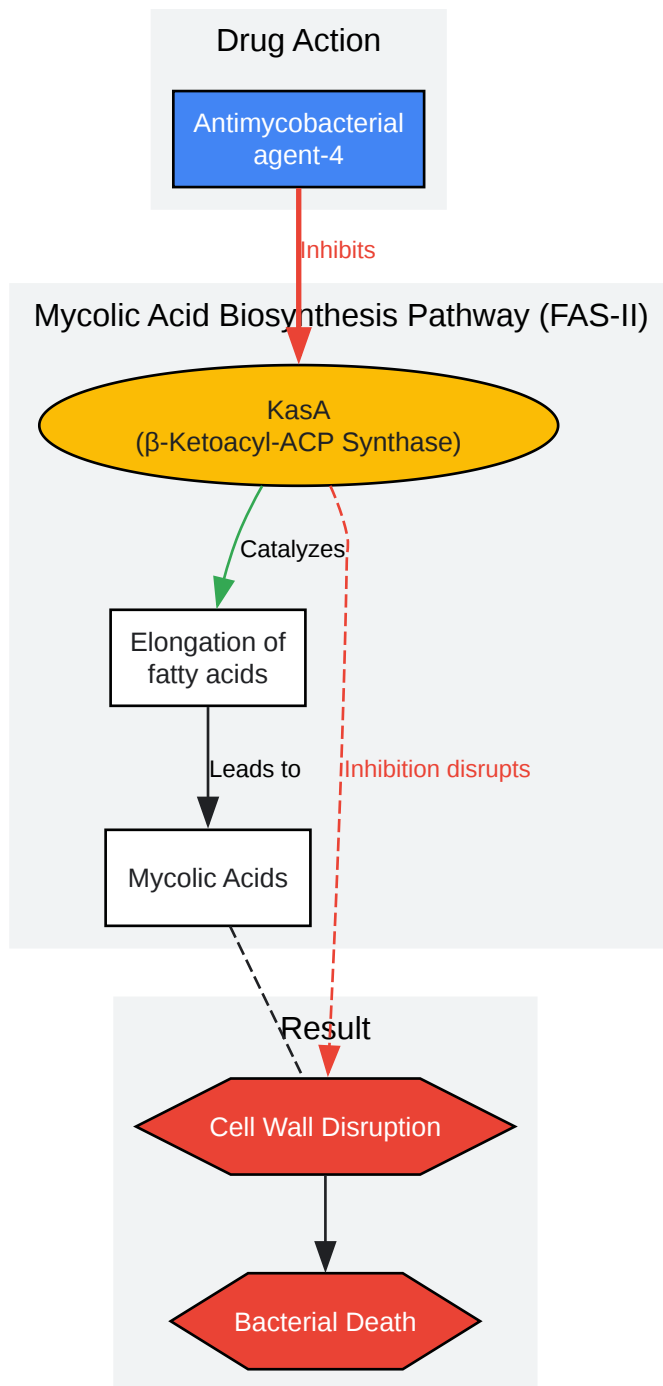 Drug Action
Antimycobacterial
agent-4
Inhibits
Mycolic Acid Biosynthesis Pathway (FAS-II)
KasA
(β-Ketoacyl-ACP Synthase)
Catalyzes
Elongation of
fatty acids
Leads to
Inhibition disrupts
Mycolic Acids
Result
Cell Wall Disruption
Bacterial Death